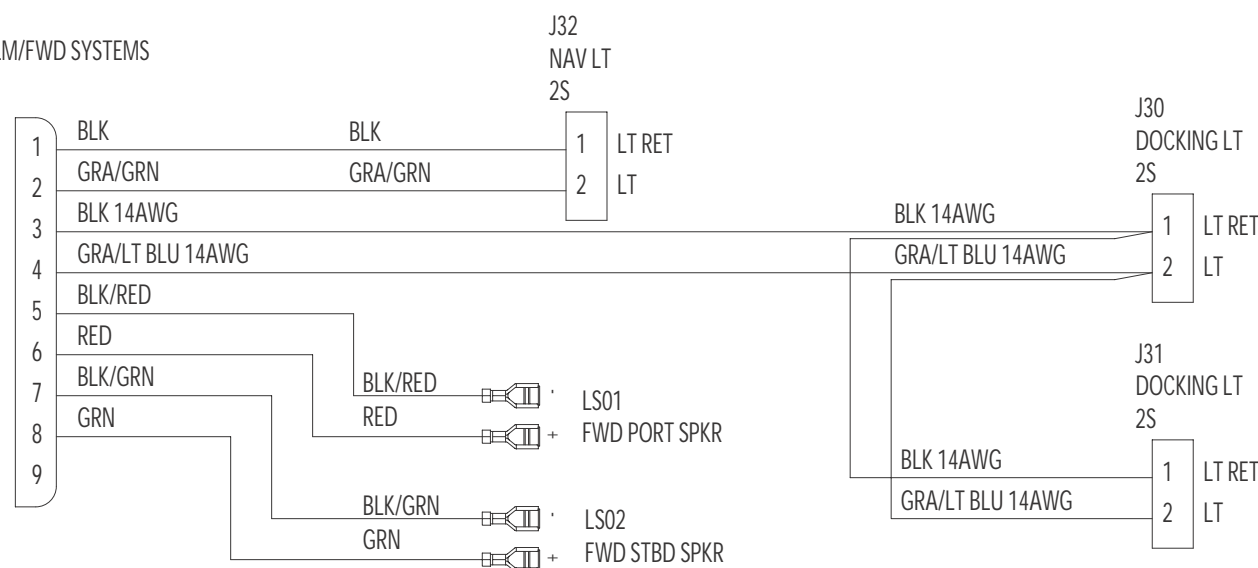 J32
NAV LT
2S
M/FWD SYSTEMS
J30
DOCKING LT
2S
1 BLK BLK 1 LT RET
2 GRA/GRN GRA/GRN 2 LT
3 BLK 14AWG BLK 14AWG 1 LT RET
4 GRA/LT BLU 14AWG GRA/LT BLU 14AWG 2 LT
5 BLK/RED
6 RED
7 BLK/GRN
8 GRN
9
BLK/RED LS01
RED + FWD PORT SPKR
BLK/GRN LS02
GRN + FWD STBD SPKR
J31
DOCKING LT
2S
BLK 14AWG 1 LT RET
GRA/LT BLU 14AWG 2 LT